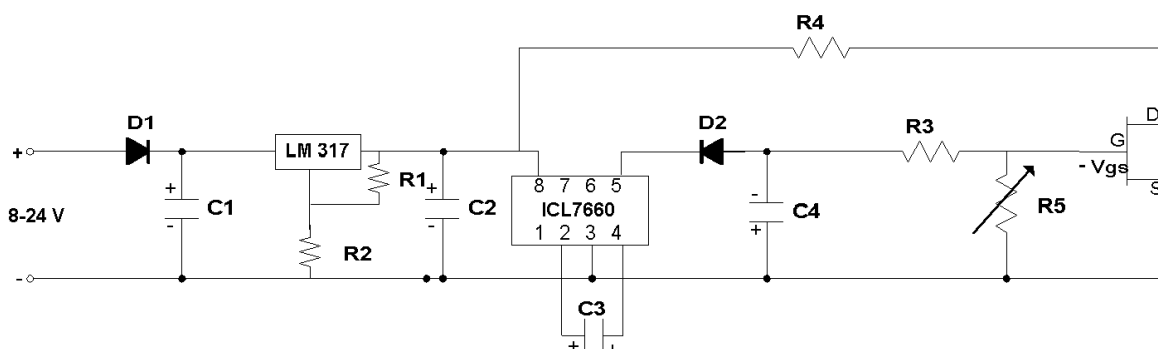 R4
D1
D2
R3
D
G
+
LM 317
- Vgs
S
R1
8 7 6 5
ICL7660
1 2 3 4
+
-
C1
+
-
C2
-
+
C4
R5
8-24 V
R2
-
C3
+
+